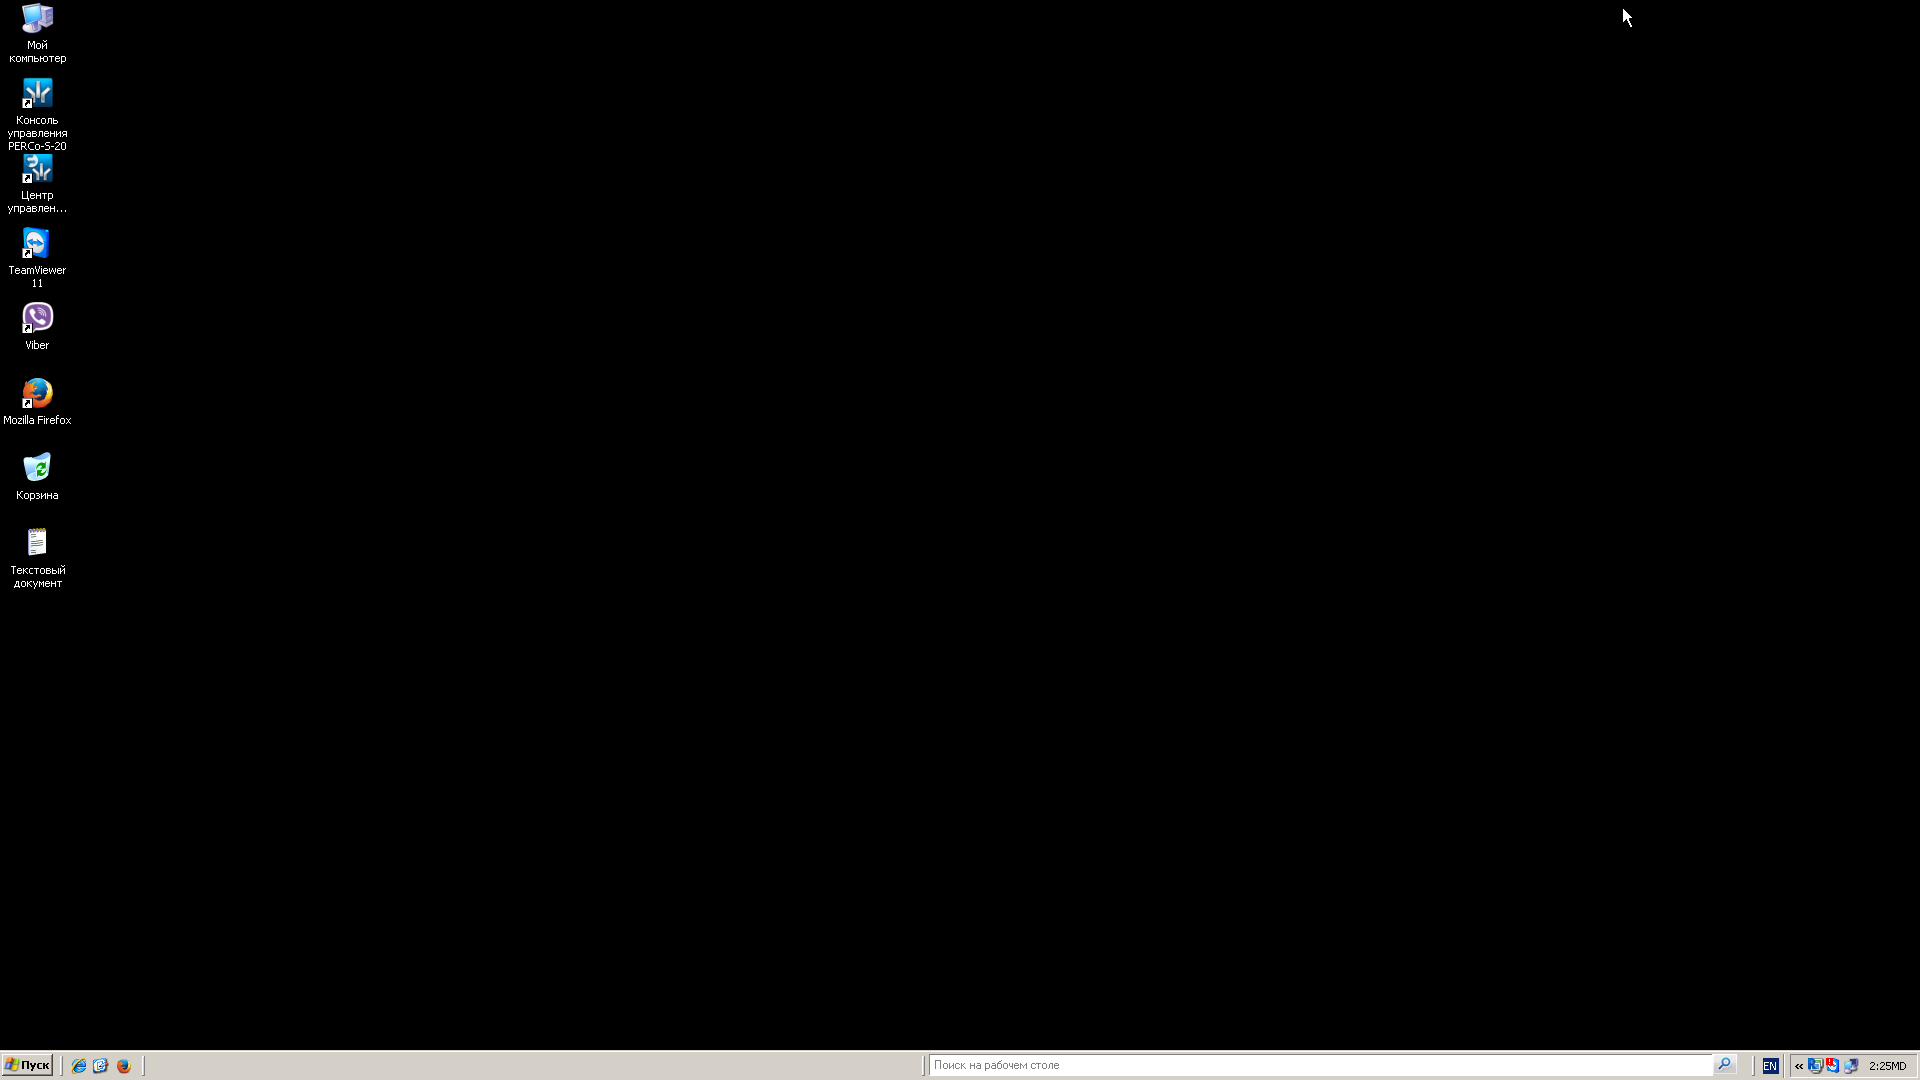 Мой
компьютер
Консоль
управления
PERCo-S-20
Центр
управлен...
TeamViewer
11
Viber
Mozilla Firefox
Корзина
Текстовый
документ
Пуск
Поиск на рабочем столе
EN
«
2:25MD